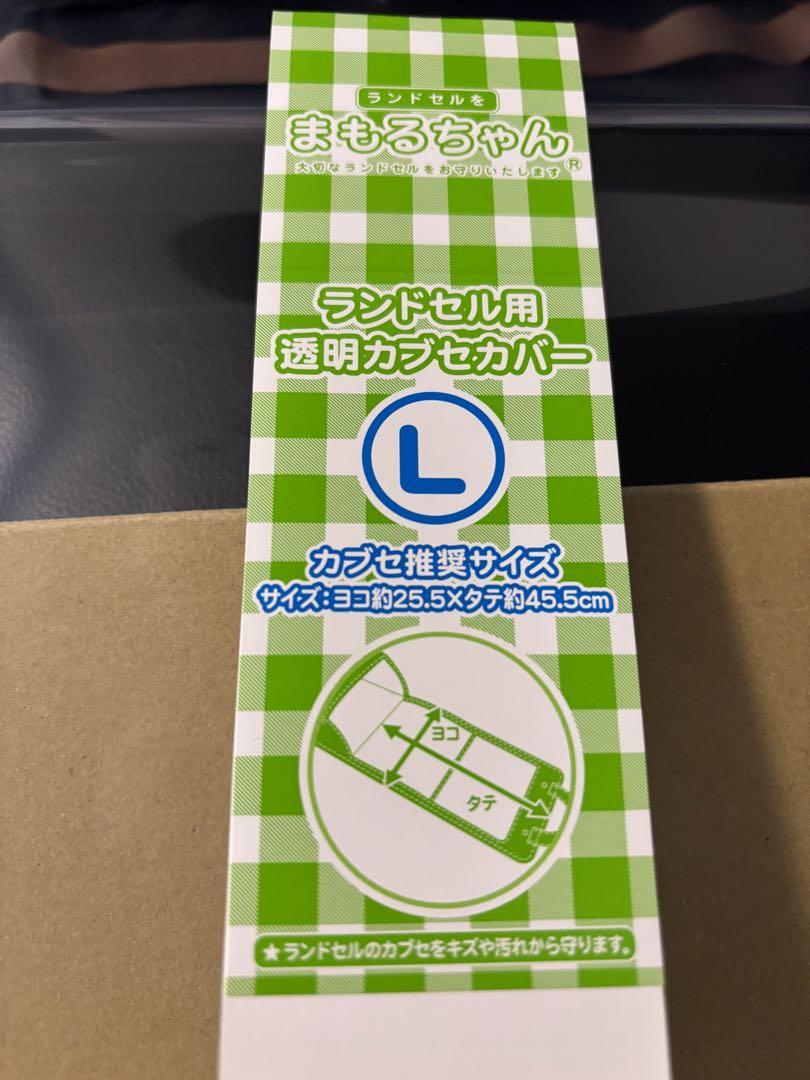 ランドセルを
まもるちゃん®
大切なランドセルをお守りいたします
ランドセル用
透明カブセカバー
L
カブセ推奨サイズ
サイズ：ヨコ約25.5×タテ約45.5cm
ヨコ
タテ
★ランドセルのカブセをキズや汚れから守ります。